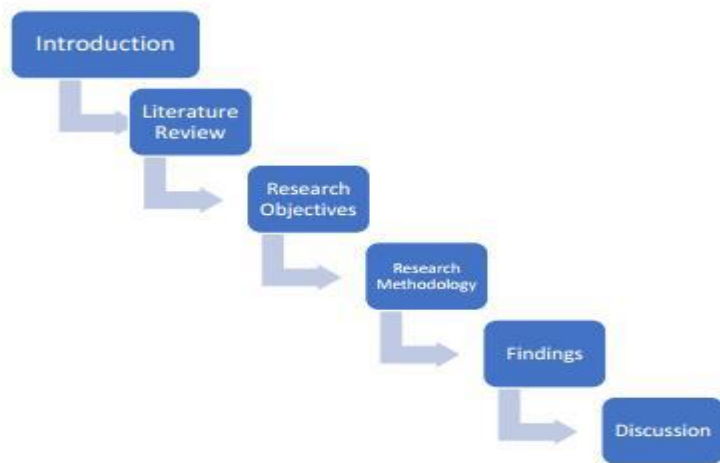 Introduction
Literature
Review
Research
Objectives
Research
Methodology
Findings
Discussion